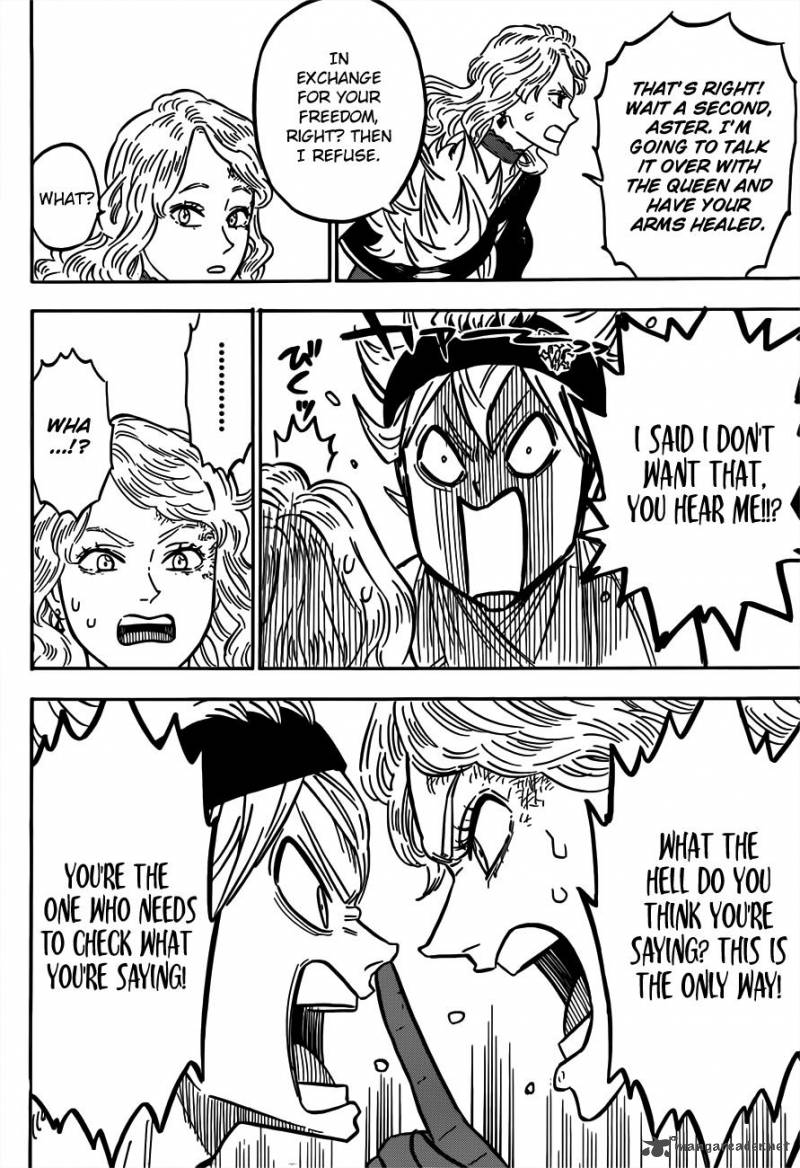 THAT'S RIGHT!
WAIT A SECOND,
ASTER. I'M
GOING TO TALK
IT OVER WITH
THE QUEEN AND
HAVE YOUR
ARMS HEALED.
IN
EXCHANGE
FOR YOUR
FREEDOM,
RIGHT? THEN
I REFUSE.
WHAT?
I SAID I DON'T
WANT THAT,
YOU HEAR ME!!!?
びくっ
.........
WHA
...!?
WHAT THE
HELL DO YOU
THINK YOU'RE
SAYING? THIS IS
THE ONLY WAY!
YOU'RE THE
ONE WHO NEEDS
TO CHECK WHAT
YOU'RE SAYING!
mangareader.net